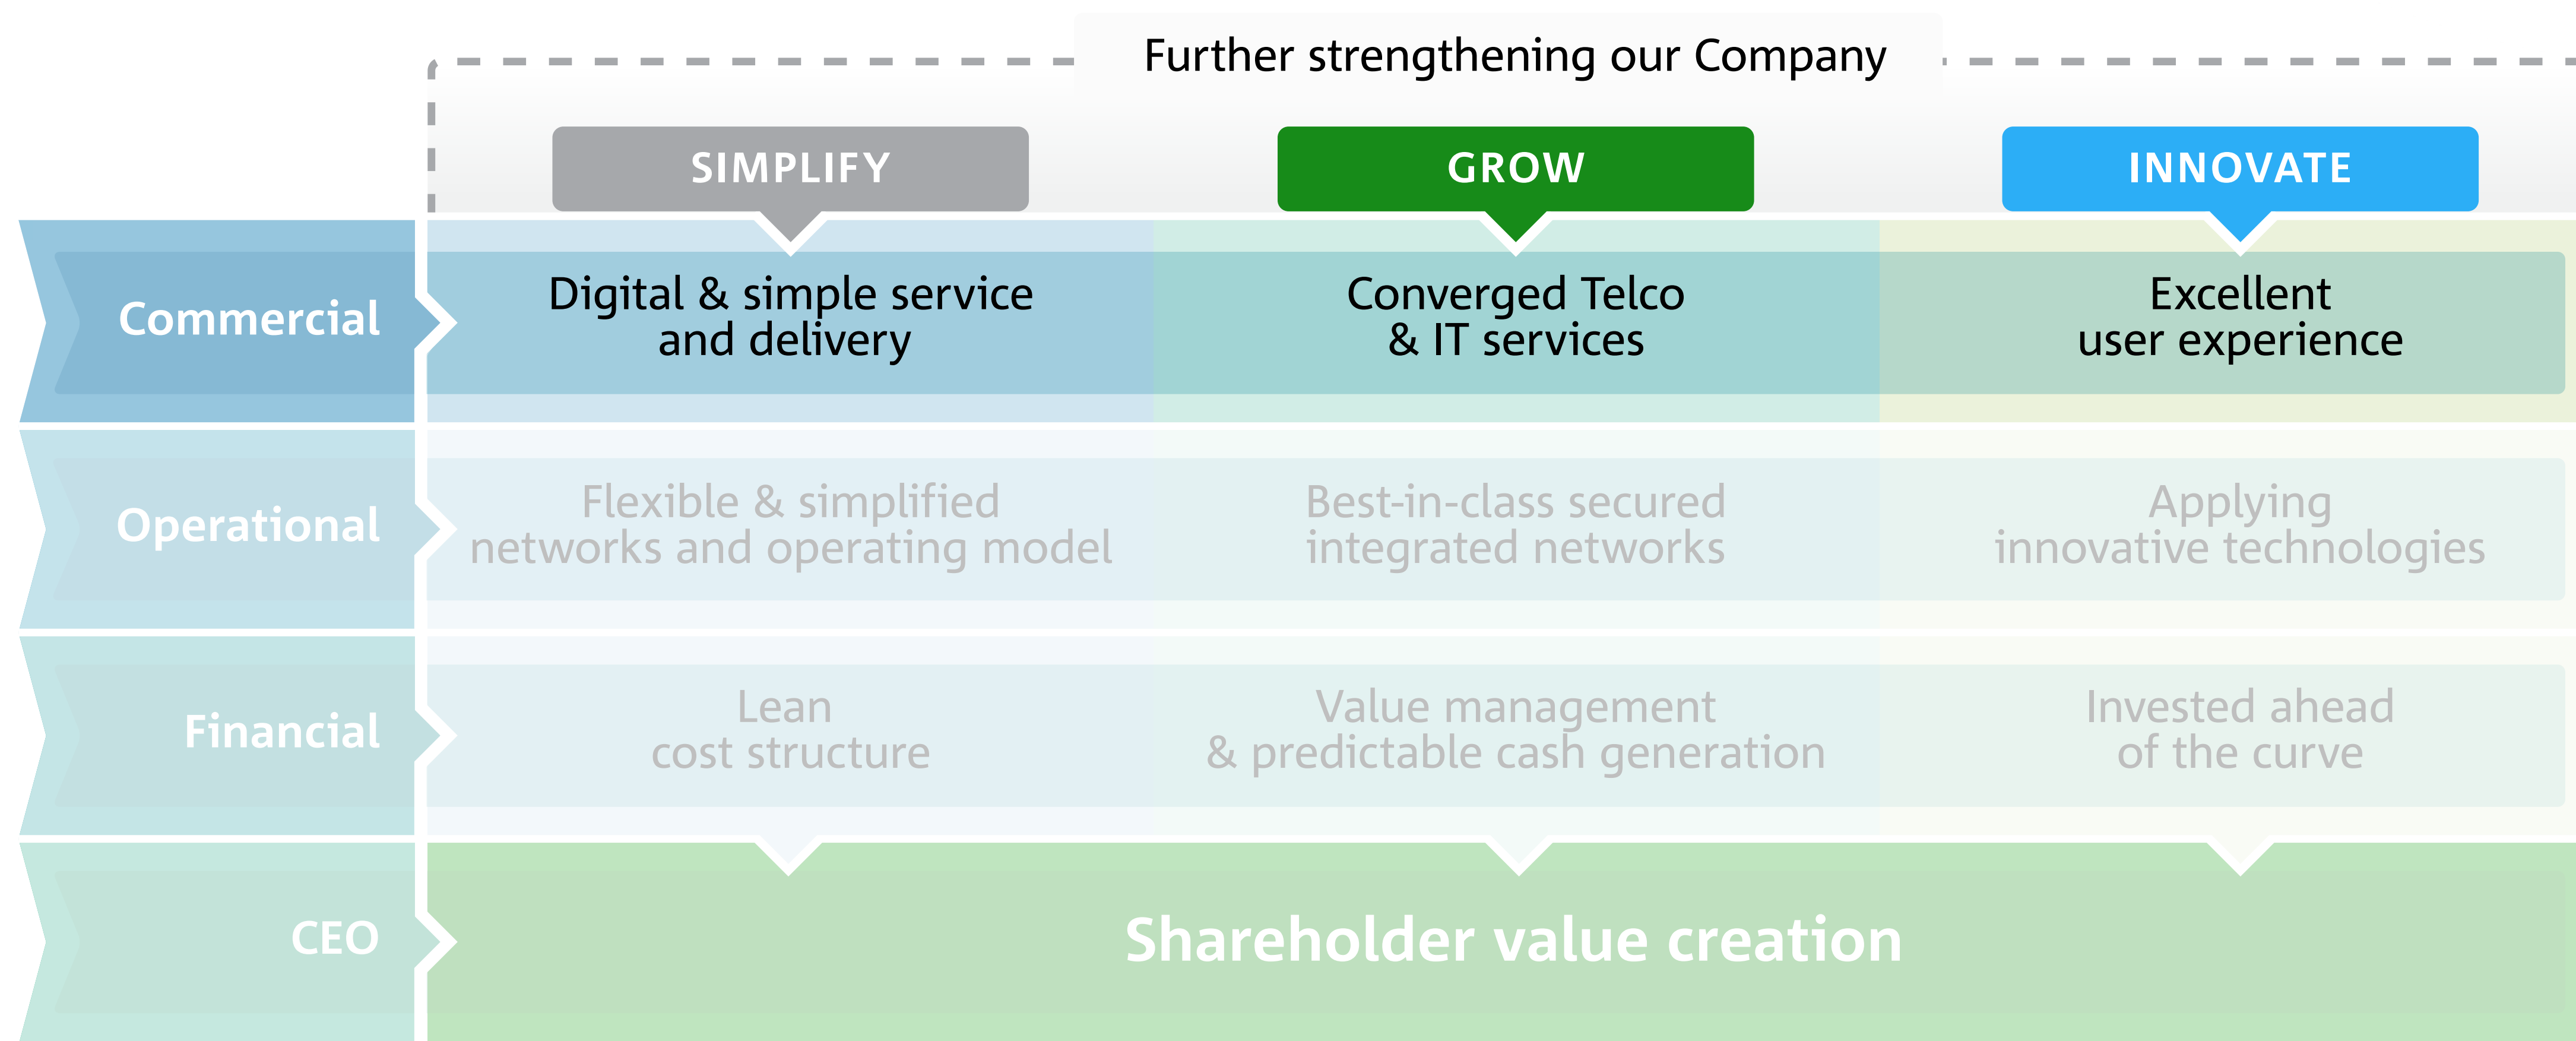 Further strengthening our Company
SIMPLIFY
GROW
INNOVATE
Commercial
Digital & simple service
and delivery
Converged Telco
& IT services
Excellent
user experience
Operational
Flexible & simplified
networks and operating model
Best-in-class secured
integrated networks
Applying
innovative technologies
Financial
Lean
cost structure
Value management
& predictable cash generation
Invested ahead
of the curve
CEO
Shareholder value creation